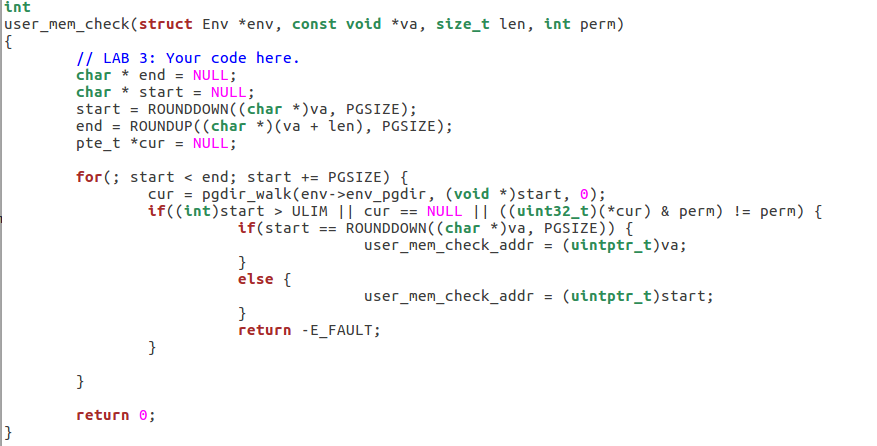 int
user_mem_check(struct Env *env, const void *va, size_t len, int perm)
{
        // LAB 3: Your code here.
        char * end = NULL;
        char * start = NULL;
        start = ROUNDDOWN((char *)va, PGSIZE);
        end = ROUNDUP((char *)(va + len), PGSIZE);
        pte_t *cur = NULL;

        for(; start < end; start += PGSIZE) {
                cur = pgdir_walk(env->env_pgdir, (void *)start, 0);
                if((int)start > ULIM || cur == NULL || ((uint32_t)(*cur) & perm) != perm) {
                          if(start == ROUNDDOWN((char *)va, PGSIZE)) {
                                        user_mem_check_addr = (uintptr_t)va;
                          }
                          else {
                                        user_mem_check_addr = (uintptr_t)start;
                          }
                          return -E_FAULT;
                }

        }

        return 0;
}